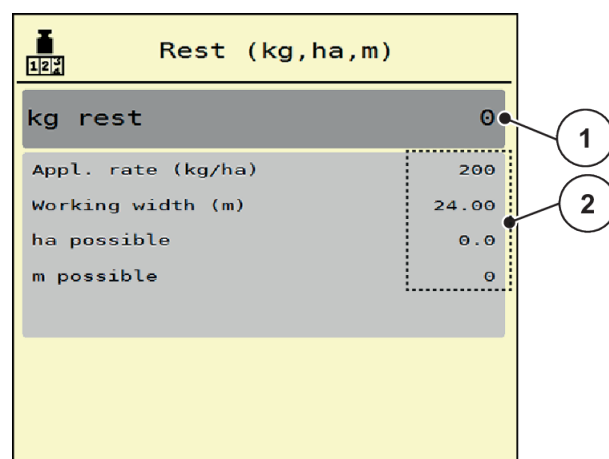 123
Rest (kg,ha,m)
kg rest 0
1
Appl. rate (kg/ha) 200
Working width (m) 24.00
2
ha possible 0.0
m possible 0